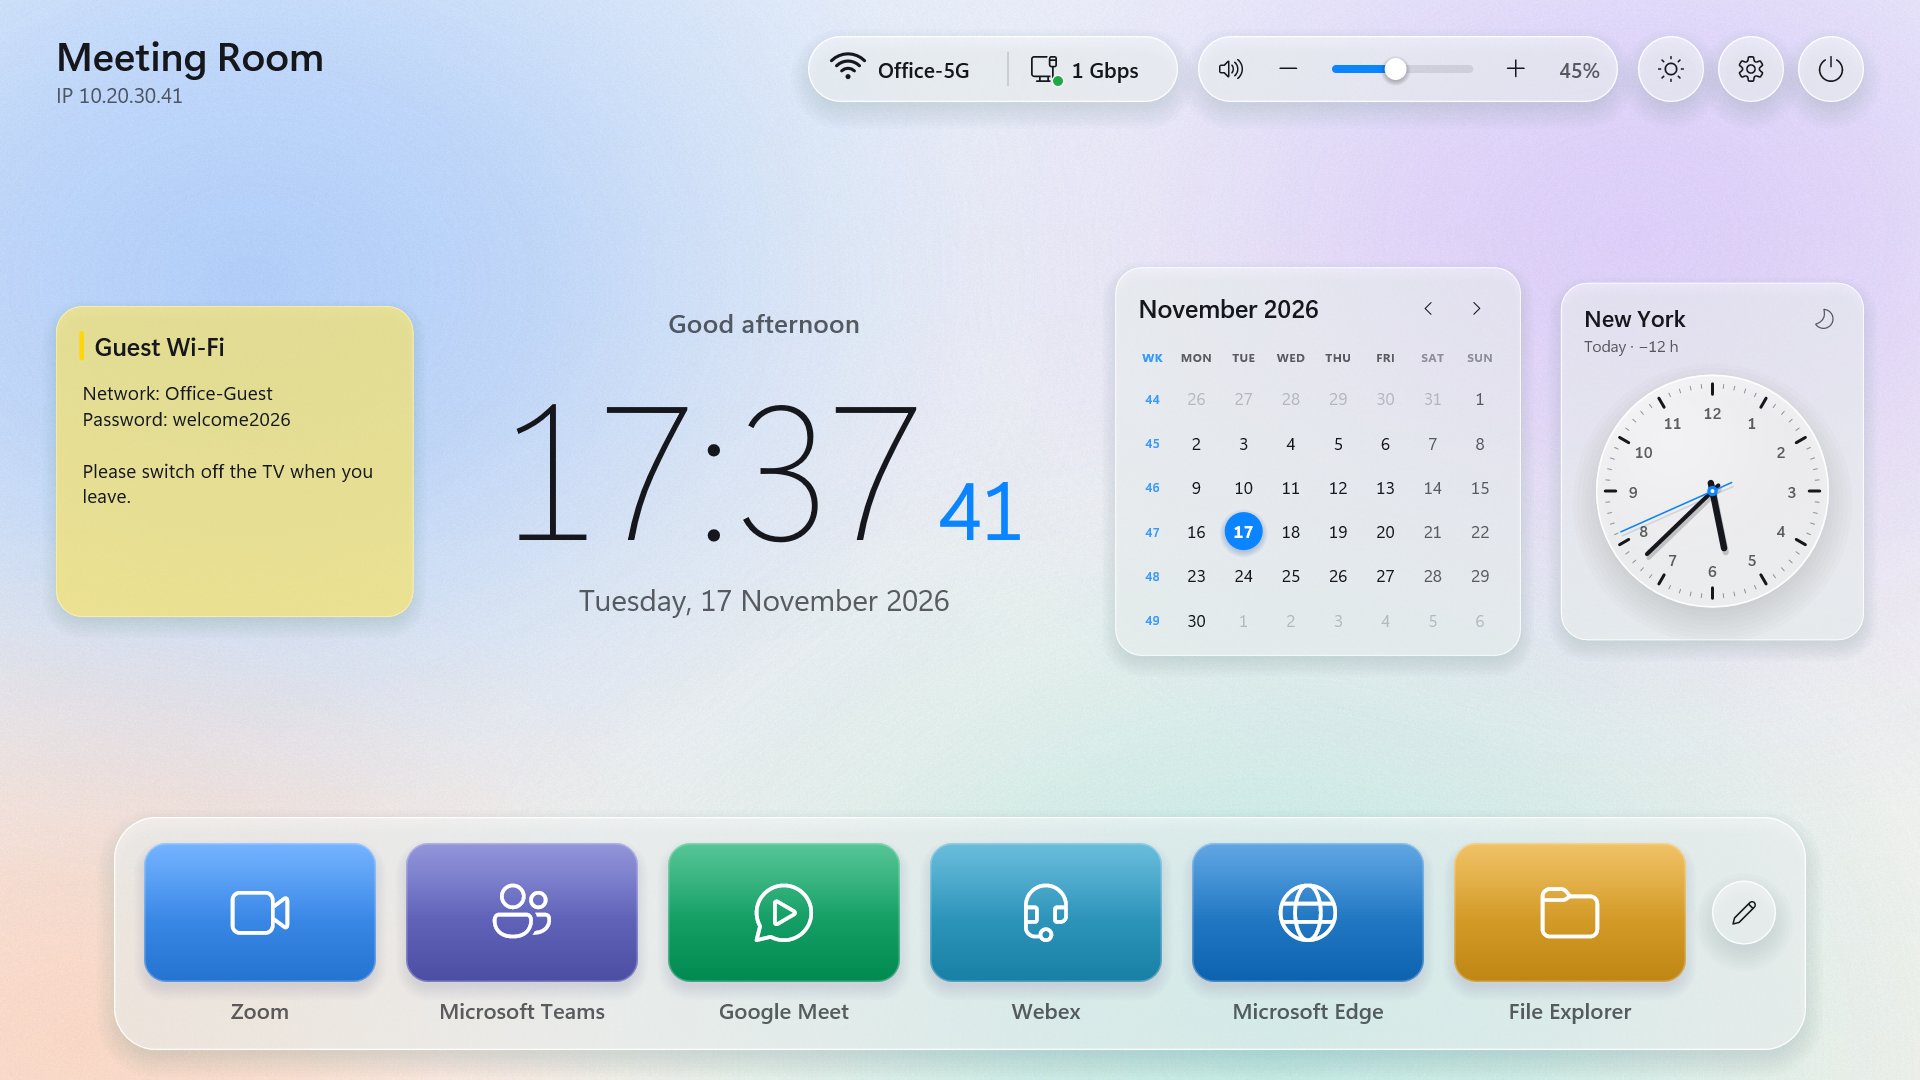 Meeting Room
IP 10.20.30.41
Office-5G
1 Gbps
45%
Guest Wi-Fi
Network: Office-Guest
Password: welcome2026
Please switch off the TV when you
leave.
Good afternoon
17:37 41
Tuesday, 17 November 2026
November 2026
WK MON TUE WED THU FRI SAT SUN
44 26 27 28 29 30 31 1
45 2 3 4 5 6 7 8
46 9 10 11 12 13 14 15
47 16 17 18 19 20 21 22
48 23 24 25 26 27 28 29
49 30 1 2 3 4 5 6
New York
Today · −12 h
12
1
2
3
4
5
6
7
8
9
10
11
Zoom
Microsoft Teams
Google Meet
Webex
Microsoft Edge
File Explorer